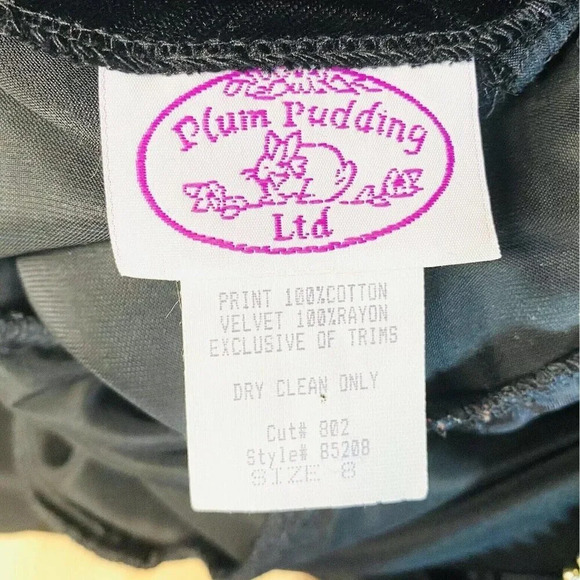 Plum Pudding
Ltd
PRINT 100%COTTON
VELVET 100%RAYON
EXCLUSIVE OF TRIMS
DRY CLEAN ONLY
Cut# 802
Style# 85208
SIZE 8